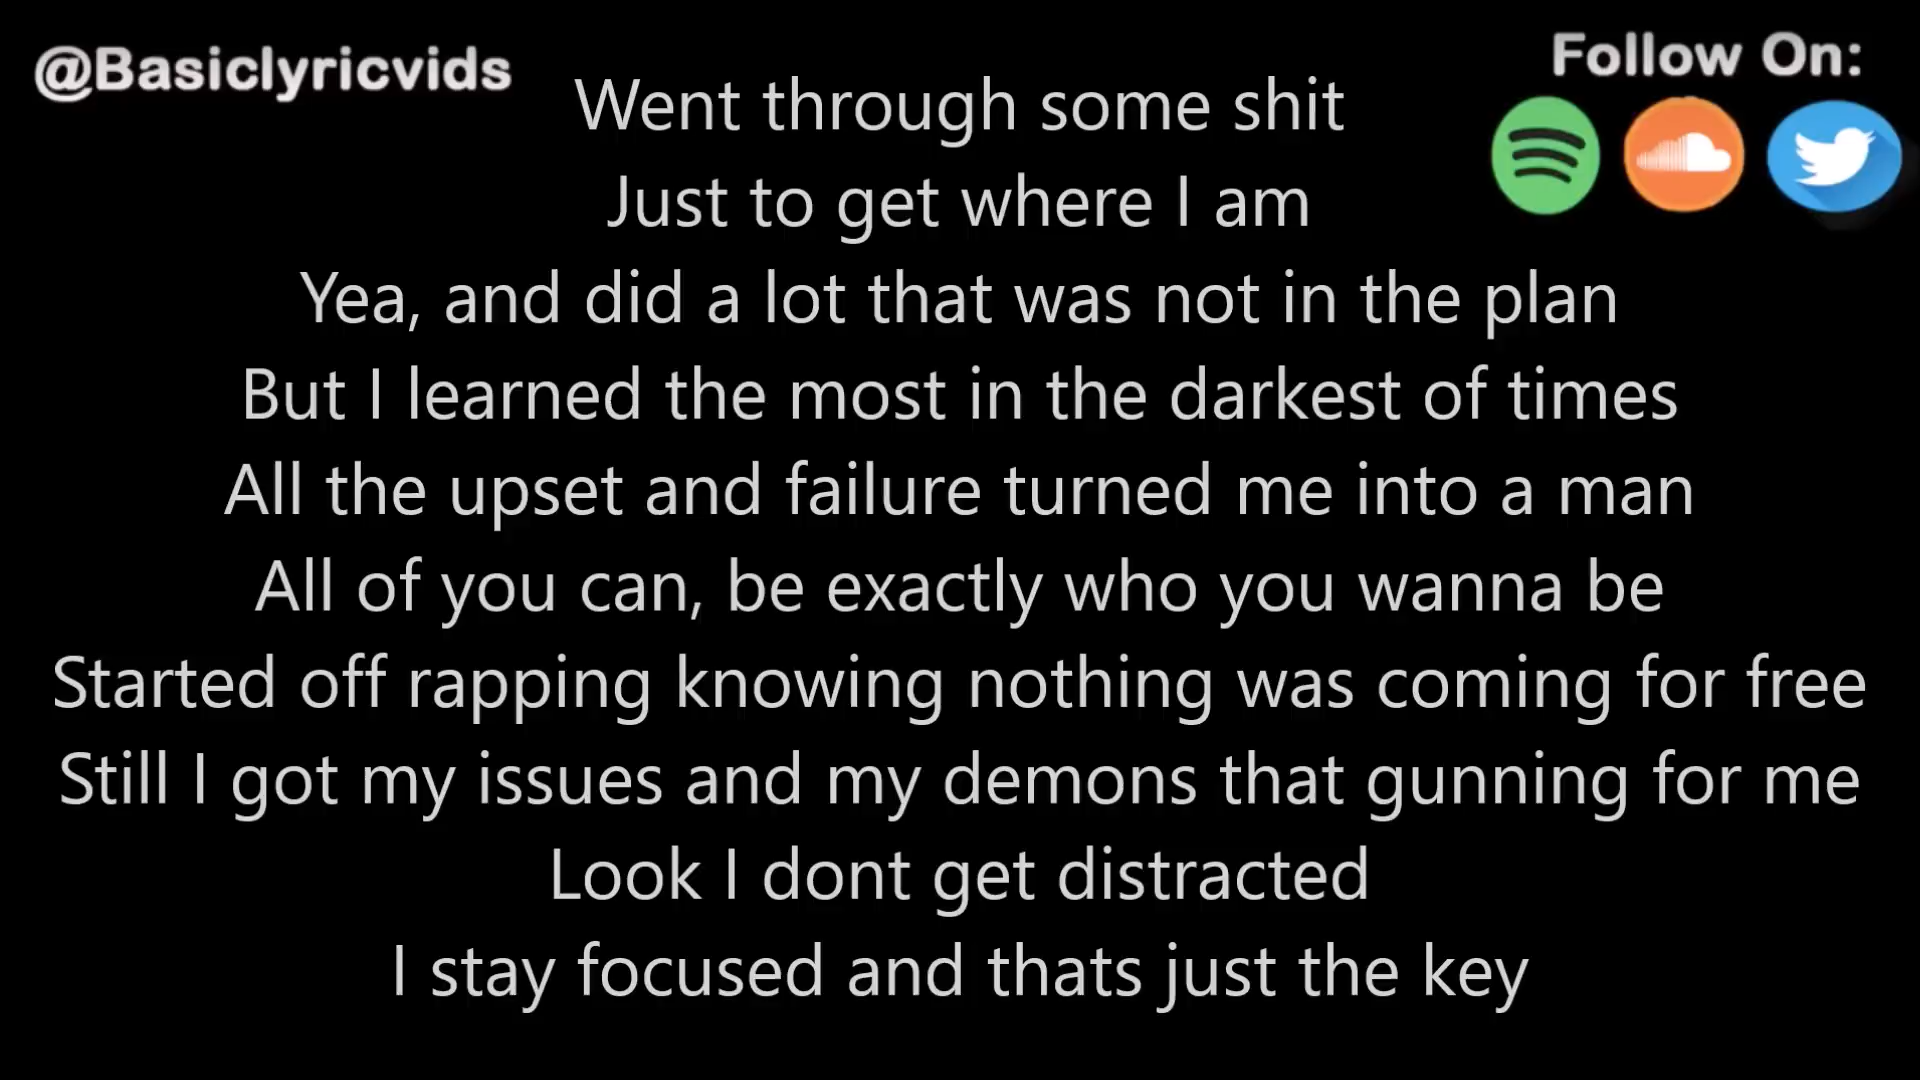 @Basiclyricvids
Follow On:
Went through some shit
Just to get where I am
Yea, and did a lot that was not in the plan
But I learned the most in the darkest of times
All the upset and failure turned me into a man
All of you can, be exactly who you wanna be
Started off rapping knowing nothing was coming for free
Still I got my issues and my demons that gunning for me
Look I dont get distracted
I stay focused and thats just the key